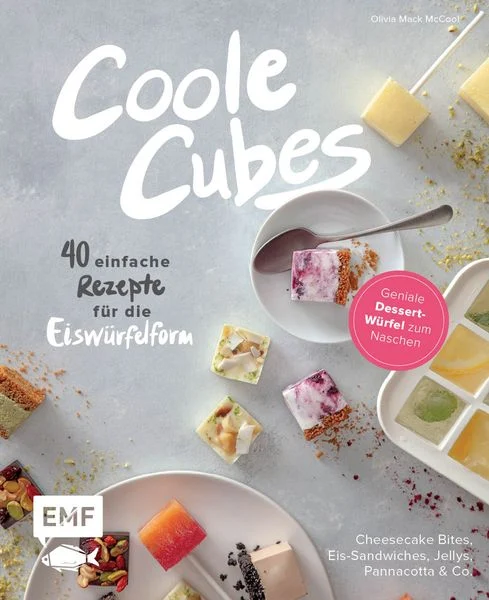 Olivia Mack McCool
Coole
Cubes
40 einfache
Rezepte
für die
Eiswürfelform
Geniale
Dessert-
Würfel zum
Naschen
EMF
Cheesecake Bites,
Eis-Sandwiches, Jellys,
Pannacotta & Co.